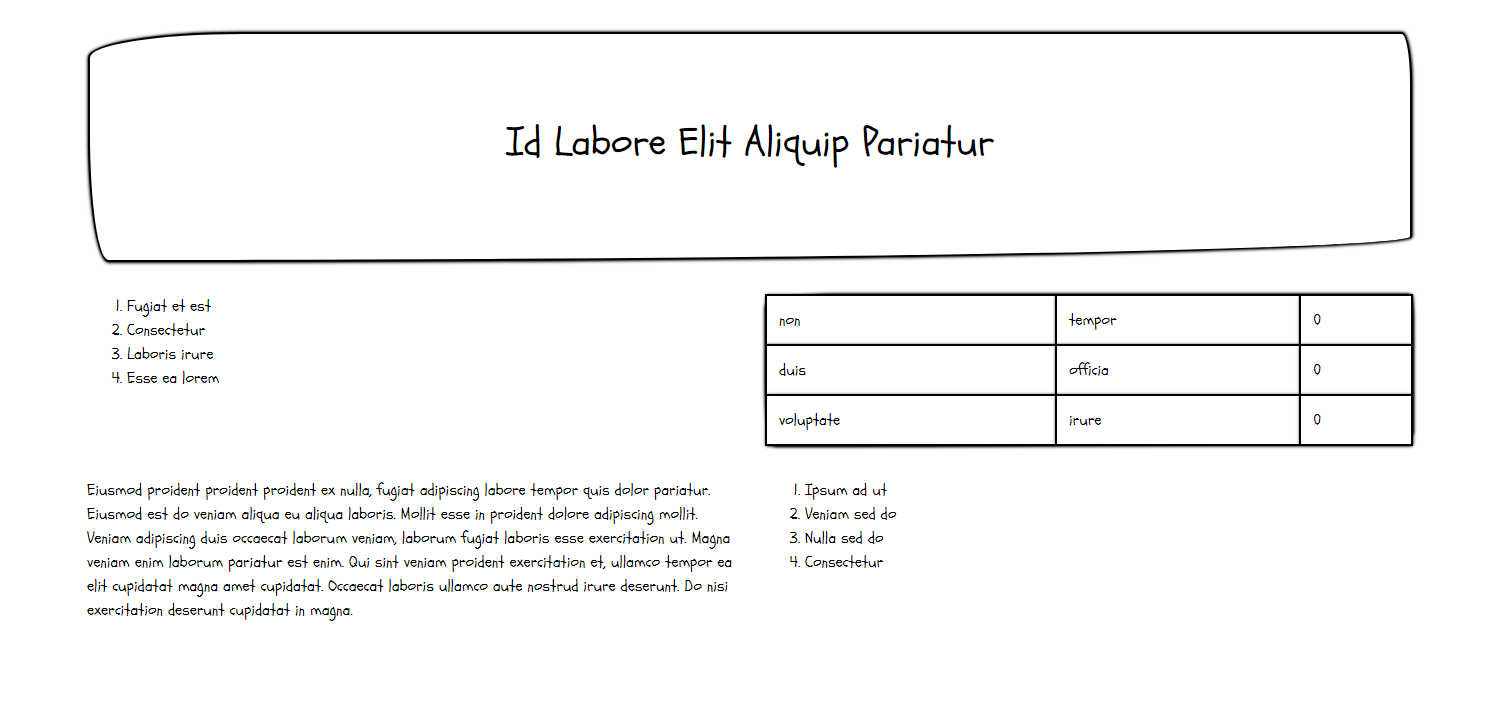 Id Labore Elit Aliquip Pariatur
1. Fugiat et est
2. Consectetur
3. Laboris irure
4. Esse ea lorem
non tempor 0
duis officia 0
voluptate irure 0
Eiusmod proident proident proident ex nulla, fugiat adipiscing labore tempor quis dolor pariatur.
Eiusmod est do veniam aliqua eu aliqua laboris. Mollit esse in proident dolore adipiscing mollit.
Veniam adipiscing duis occaecat laborum veniam, laborum fugiat laboris esse exercitation ut. Magna
veniam enim laborum pariatur est enim. Qui sint veniam proident exercitation et, ullamco tempor ea
elit cupidatat magna amet cupidatat. Occaecat laboris ullamco aute nostrud irure deserunt. Do nisi
exercitation deserunt cupidatat in magna.
1. Ipsum ad ut
2. Veniam sed do
3. Nulla sed do
4. Consectetur